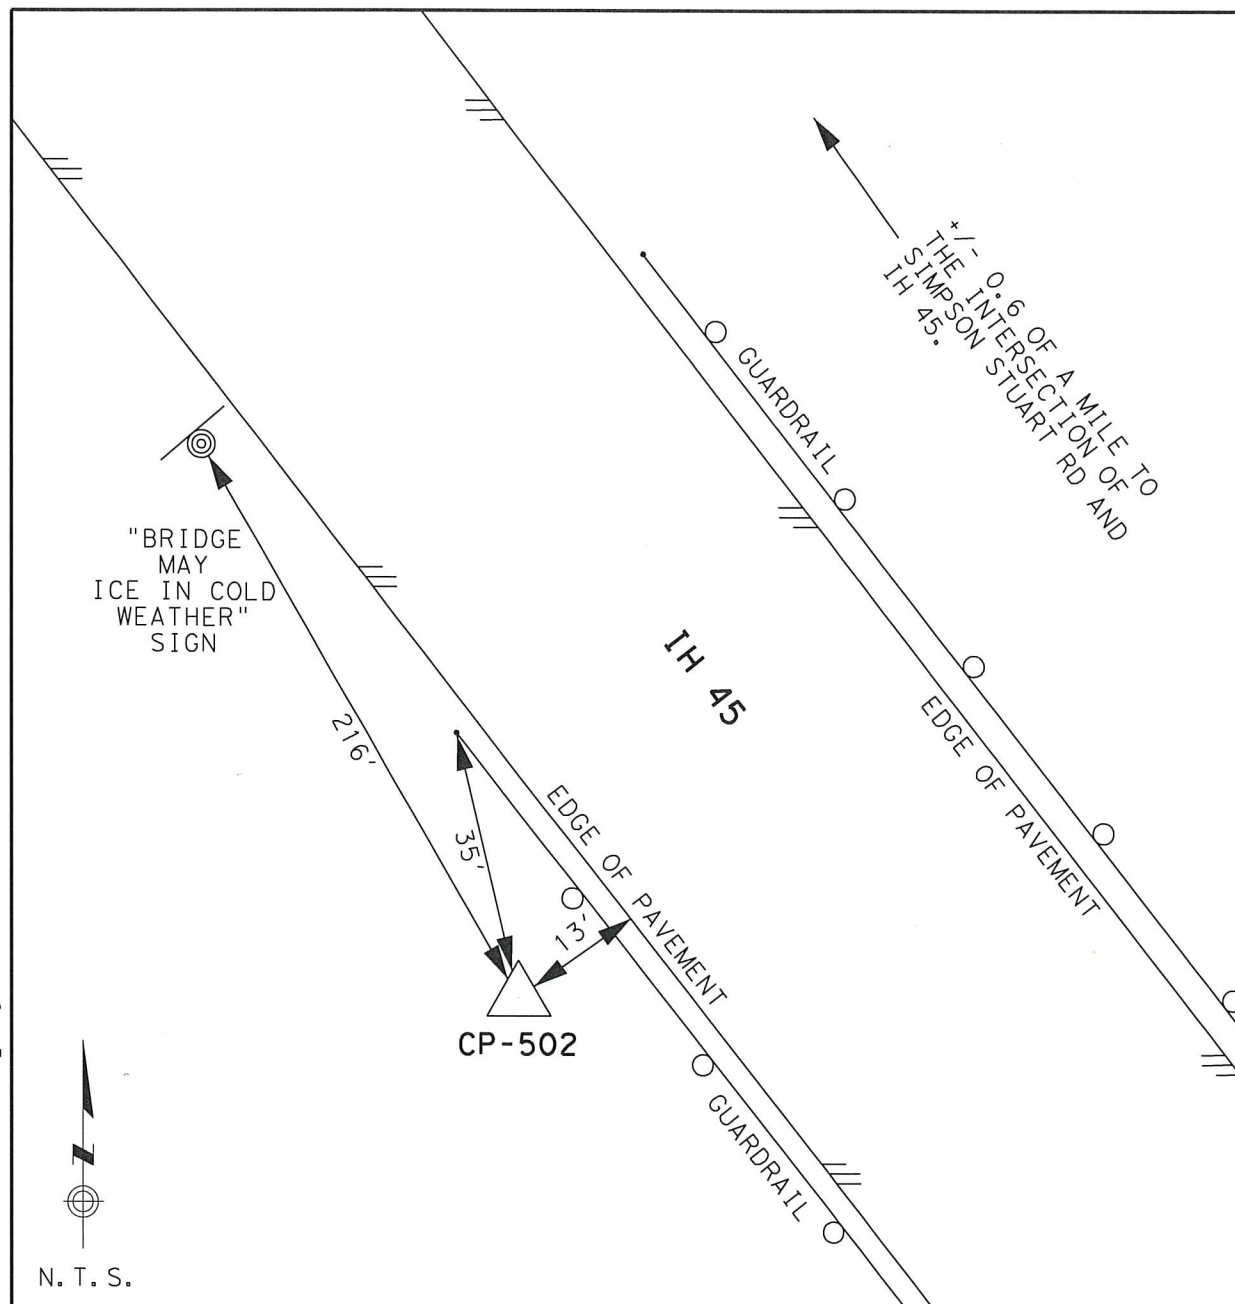 +/- 0.6 OF A MILE TO
THE INTERSECTION OF
SIMPSON STUART RD AND
IH 45.
GUARDRAIL
"BRIDGE
MAY
ICE IN COLD
WEATHER"
SIGN
IH 45
216'
35'
13'
EDGE OF PAVEMENT
EDGE OF PAVEMENT
CP-502
GUARDRAIL
N
N.T.S.